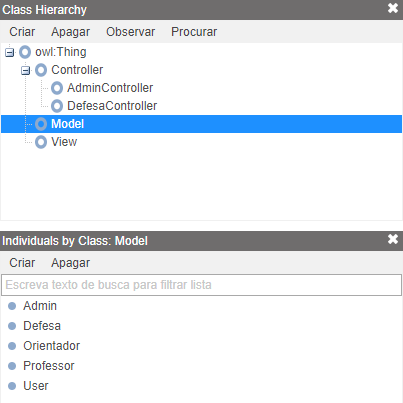 Class Hierarchy
Criar Apagar Observar Procurar
owl:Thing
Controller
AdminController
DefesaController
Model
View
Individuals by Class: Model
Criar Apagar
Escreva texto de busca para filtrar lista
Admin
Defesa
Orientador
Professor
User